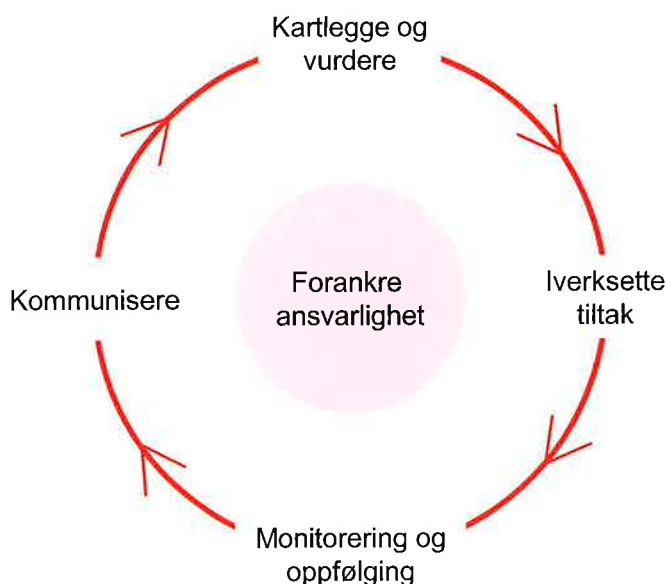 Kartlegge og
vurdere
Iverksette
tiltak
Monitorering og
oppfølging
Kommunisere
Forankre
ansvarlighet